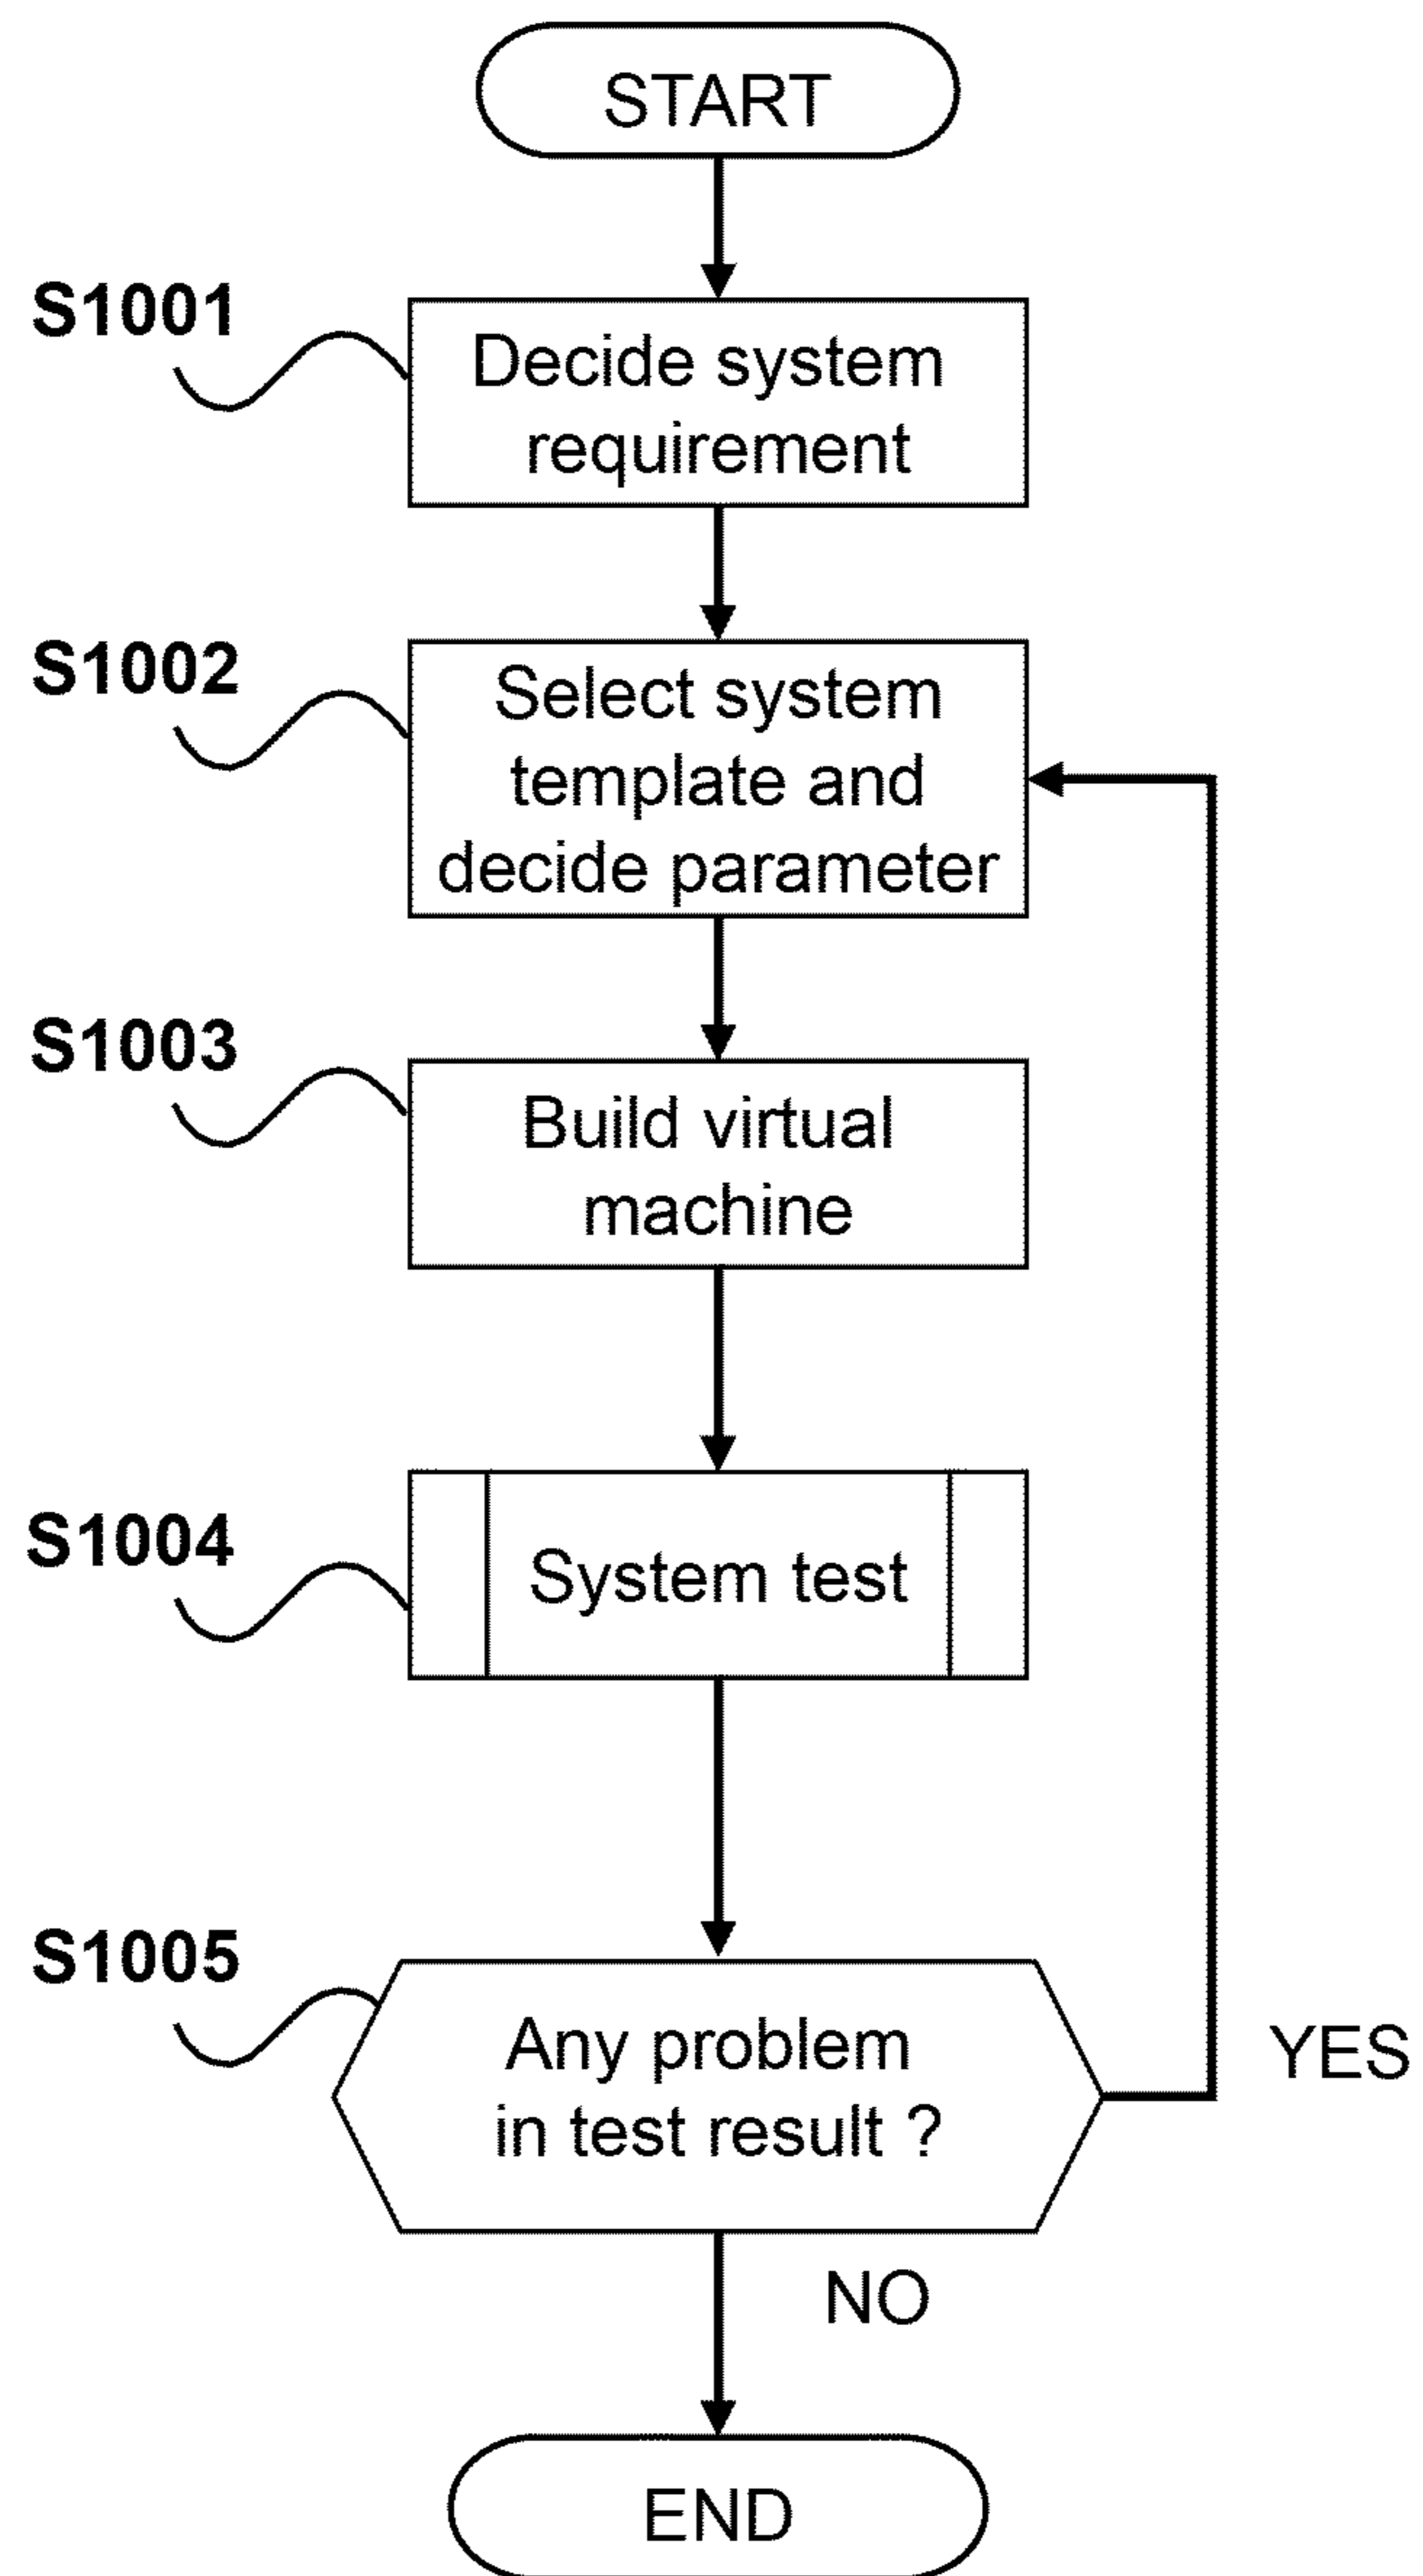 START
S1001
Decide system
requirement
S1002
Select system
template and
decide parameter
S1003
Build virtual
machine
S1004
System test
S1005
Any problem
in test result ?
YES
NO
END